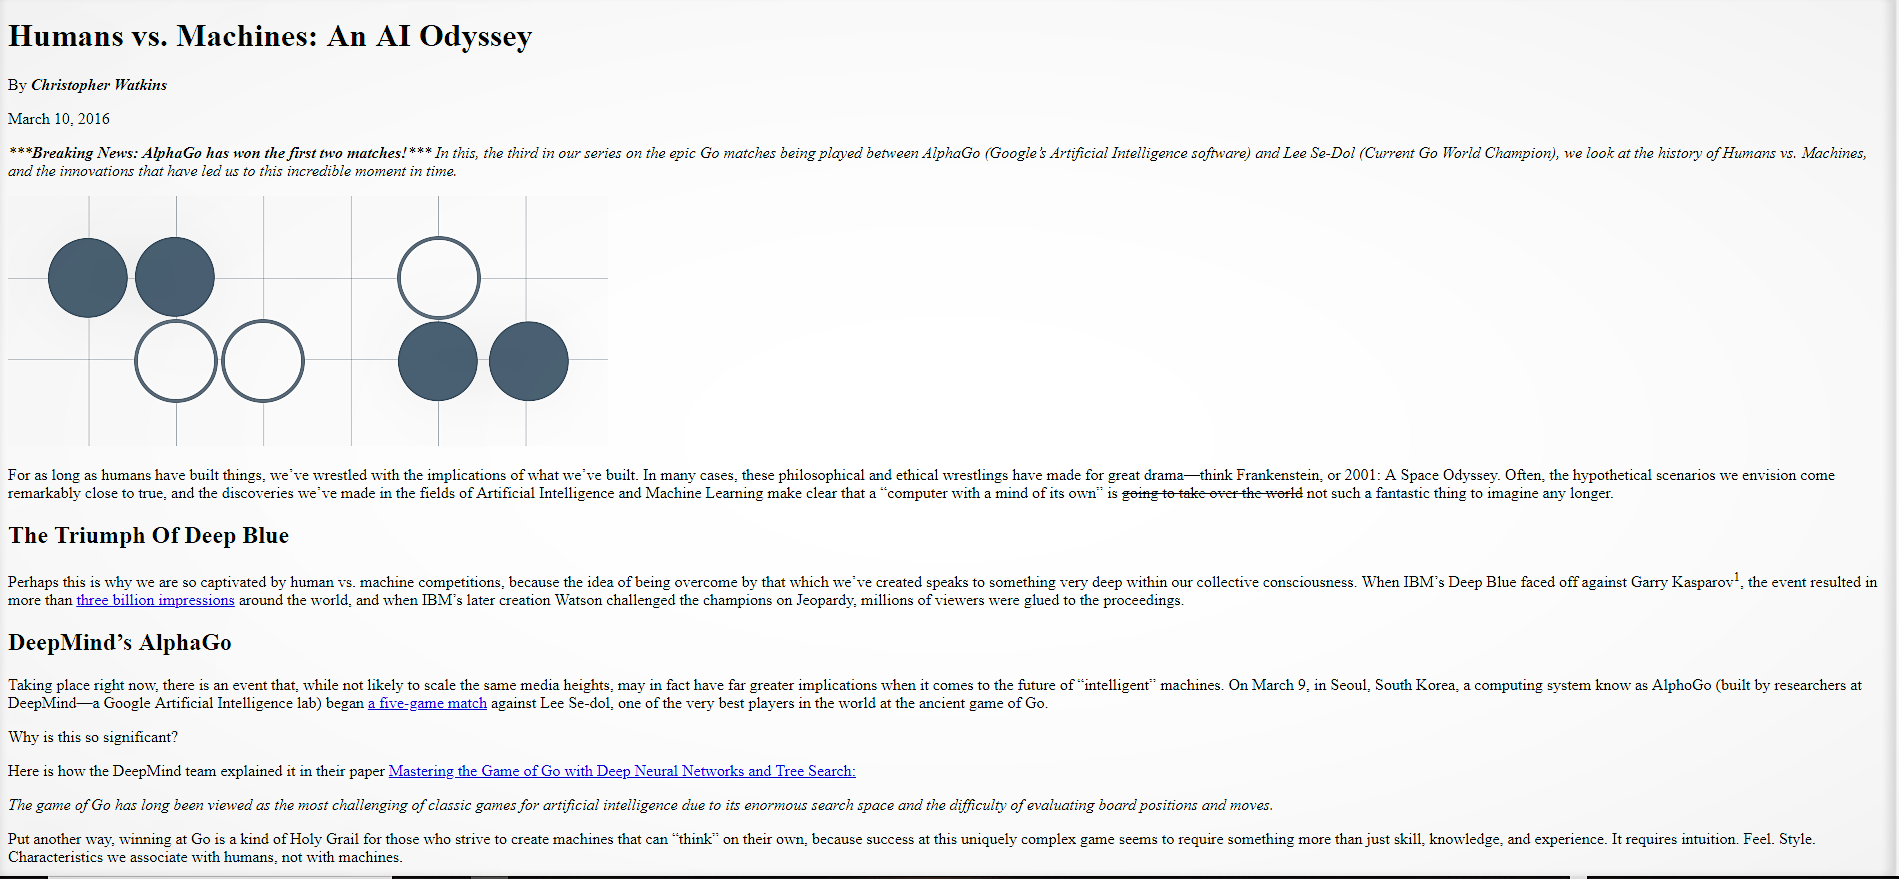 Humans vs. Machines: An AI Odyssey
By Christopher Watkins
March 10, 2016
***Breaking News: AlphaGo has won the first two matches!*** In this, the third in our series on the epic Go matches being played between AlphaGo (Google's Artificial Intelligence software) and Lee Se-Dol (Current Go World Champion), we look at the history of Humans vs. Machines,
and the innovations that have led us to this incredible moment in time.
For as long as humans have built things, we’ve wrestled with the implications of what we’ve built. In many cases, these philosophical and ethical wrestlings have made for great drama—think Frankenstein, or 2001: A Space Odyssey. Often, the hypothetical scenarios we envision come
remarkably close to true, and the discoveries we’ve made in the fields of Artificial Intelligence and Machine Learning make clear that a “computer with a mind of its own” is going to take over the world not such a fantastic thing to imagine any longer.
The Triumph Of Deep Blue
Perhaps this is why we are so captivated by human vs. machine competitions, because the idea of being overcome by that which we’ve created speaks to something very deep within our collective consciousness. When IBM’s Deep Blue faced off against Garry Kasparov1, the event resulted in
more than three billion impressions around the world, and when IBM’s later creation Watson challenged the champions on Jeopardy, millions of viewers were glued to the proceedings.
DeepMind’s AlphaGo
Taking place right now, there is an event that, while not likely to scale the same media heights, may in fact have far greater implications when it comes to the future of “intelligent” machines. On March 9, in Seoul, South Korea, a computing system know as AlphoGo (built by researchers at
DeepMind—a Google Artificial Intelligence lab) began a five-game match against Lee Se-dol, one of the very best players in the world at the ancient game of Go.
Why is this so significant?
Here is how the DeepMind team explained it in their paper Mastering the Game of Go with Deep Neural Networks and Tree Search:
The game of Go has long been viewed as the most challenging of classic games for artificial intelligence due to its enormous search space and the difficulty of evaluating board positions and moves.
Put another way, winning at Go is a kind of Holy Grail for those who strive to create machines that can “think” on their own, because success at this uniquely complex game seems to require something more than just skill, knowledge, and experience. It requires intuition. Feel. Style.
Characteristics we associate with humans, not with machines.